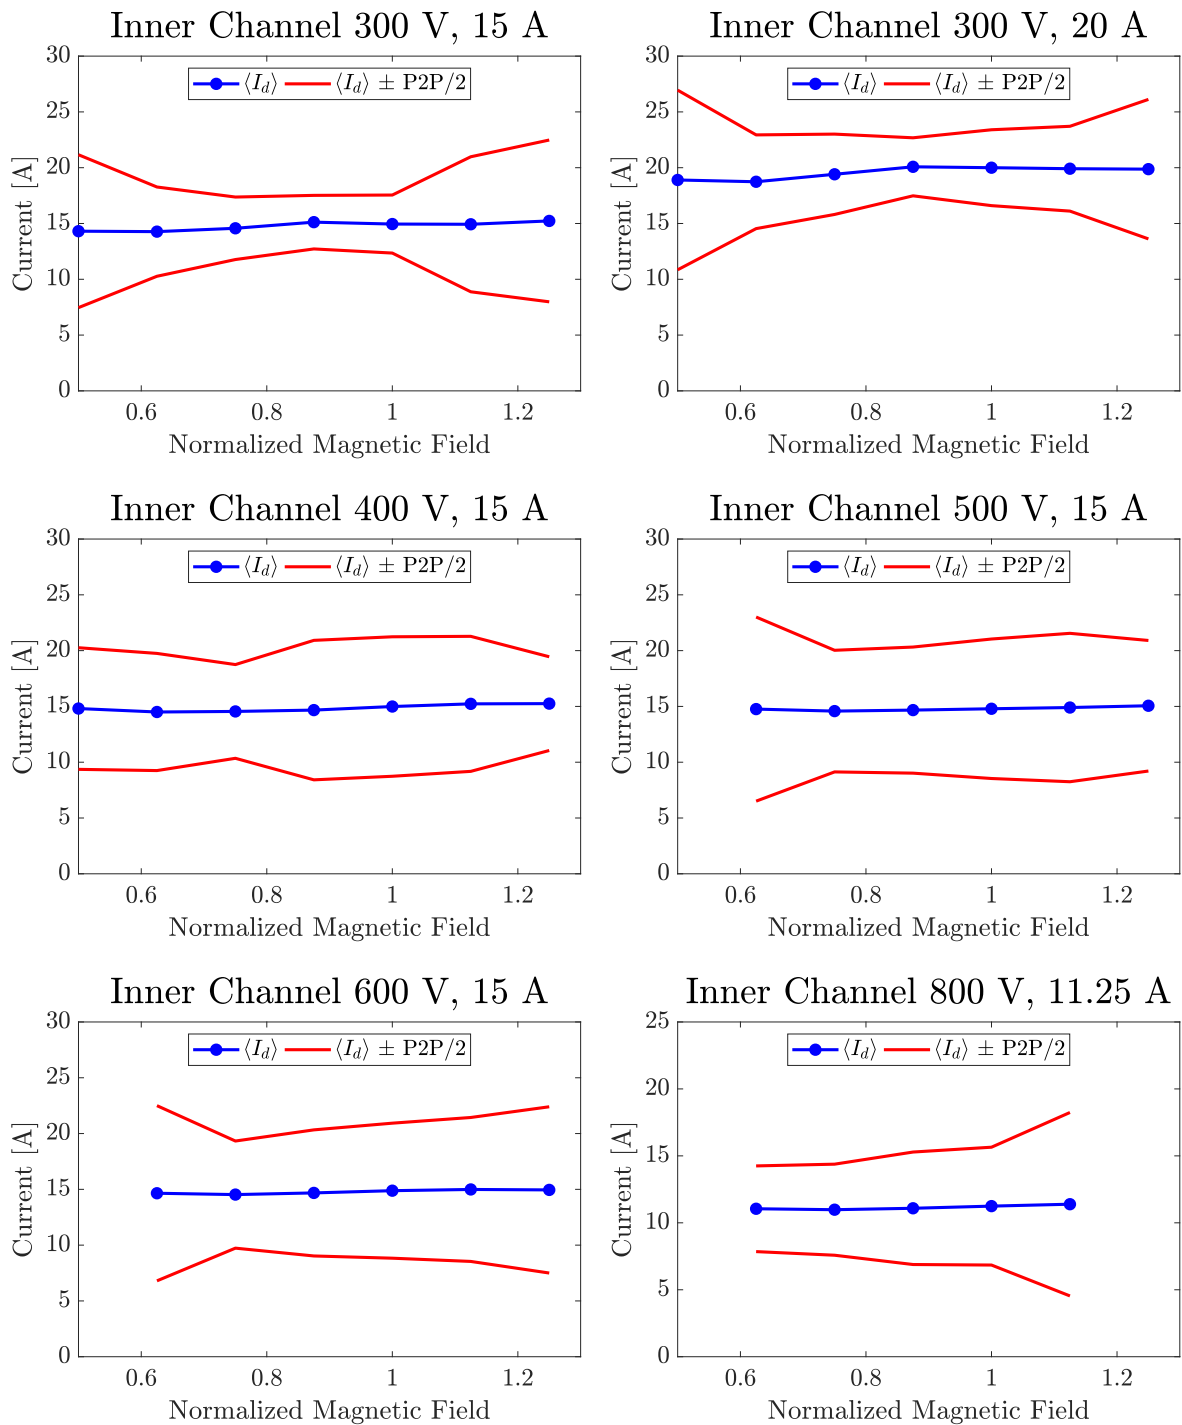 Inner Channel 300 V, 15 A
⟨I_d⟩ ⟨I_d⟩ ± P2P/2
30
25
20
15
10
5
0
Current [A]
0.6 0.8 1 1.2
Normalized Magnetic Field
Inner Channel 300 V, 20 A
⟨I_d⟩ ⟨I_d⟩ ± P2P/2
30
25
20
15
10
5
0
Current [A]
0.6 0.8 1 1.2
Normalized Magnetic Field
Inner Channel 400 V, 15 A
⟨I_d⟩ ⟨I_d⟩ ± P2P/2
30
25
20
15
10
5
0
Current [A]
0.6 0.8 1 1.2
Normalized Magnetic Field
Inner Channel 500 V, 15 A
⟨I_d⟩ ⟨I_d⟩ ± P2P/2
30
25
20
15
10
5
0
Current [A]
0.6 0.8 1 1.2
Normalized Magnetic Field
Inner Channel 600 V, 15 A
⟨I_d⟩ ⟨I_d⟩ ± P2P/2
30
25
20
15
10
5
0
Current [A]
0.6 0.8 1 1.2
Normalized Magnetic Field
Inner Channel 800 V, 11.25 A
⟨I_d⟩ ⟨I_d⟩ ± P2P/2
25
20
15
10
5
0
Current [A]
0.6 0.8 1 1.2
Normalized Magnetic Field